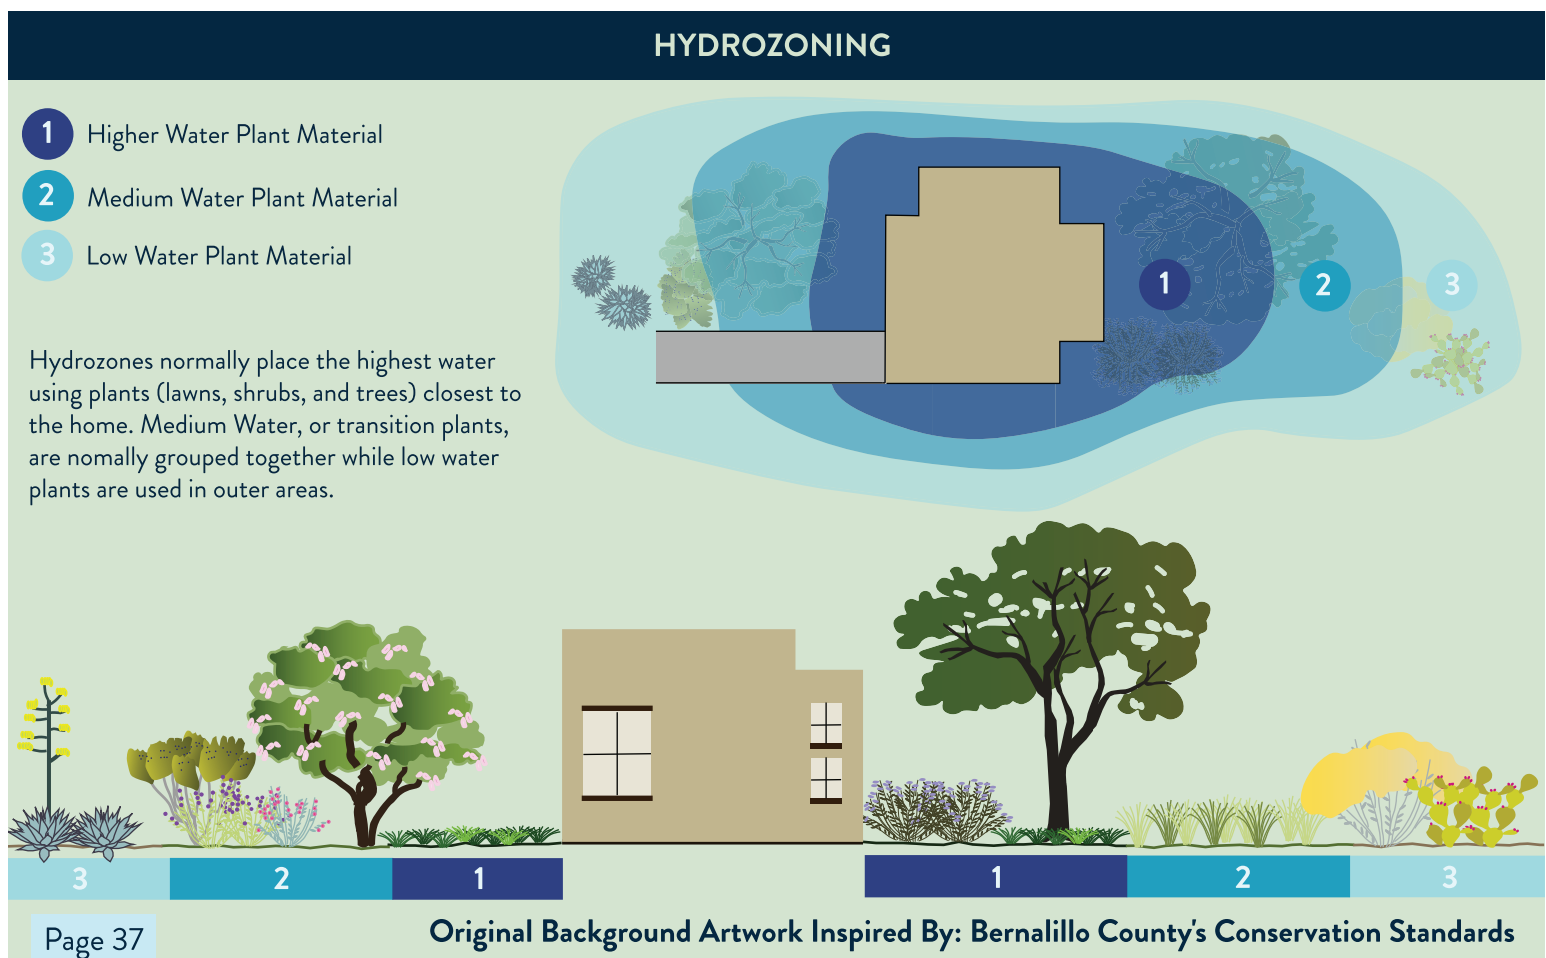 HYDROZONING
1 Higher Water Plant Material
2 Medium Water Plant Material
3 Low Water Plant Material
Hydrozones normally place the highest water
using plants (lawns, shrubs, and trees) closest to
the home. Medium Water, or transition plants,
are nomally grouped together while low water
plants are used in outer areas.
1 2 3
3 2 1 1 2 3
Page 37
Original Background Artwork Inspired By: Bernalillo County's Conservation Standards